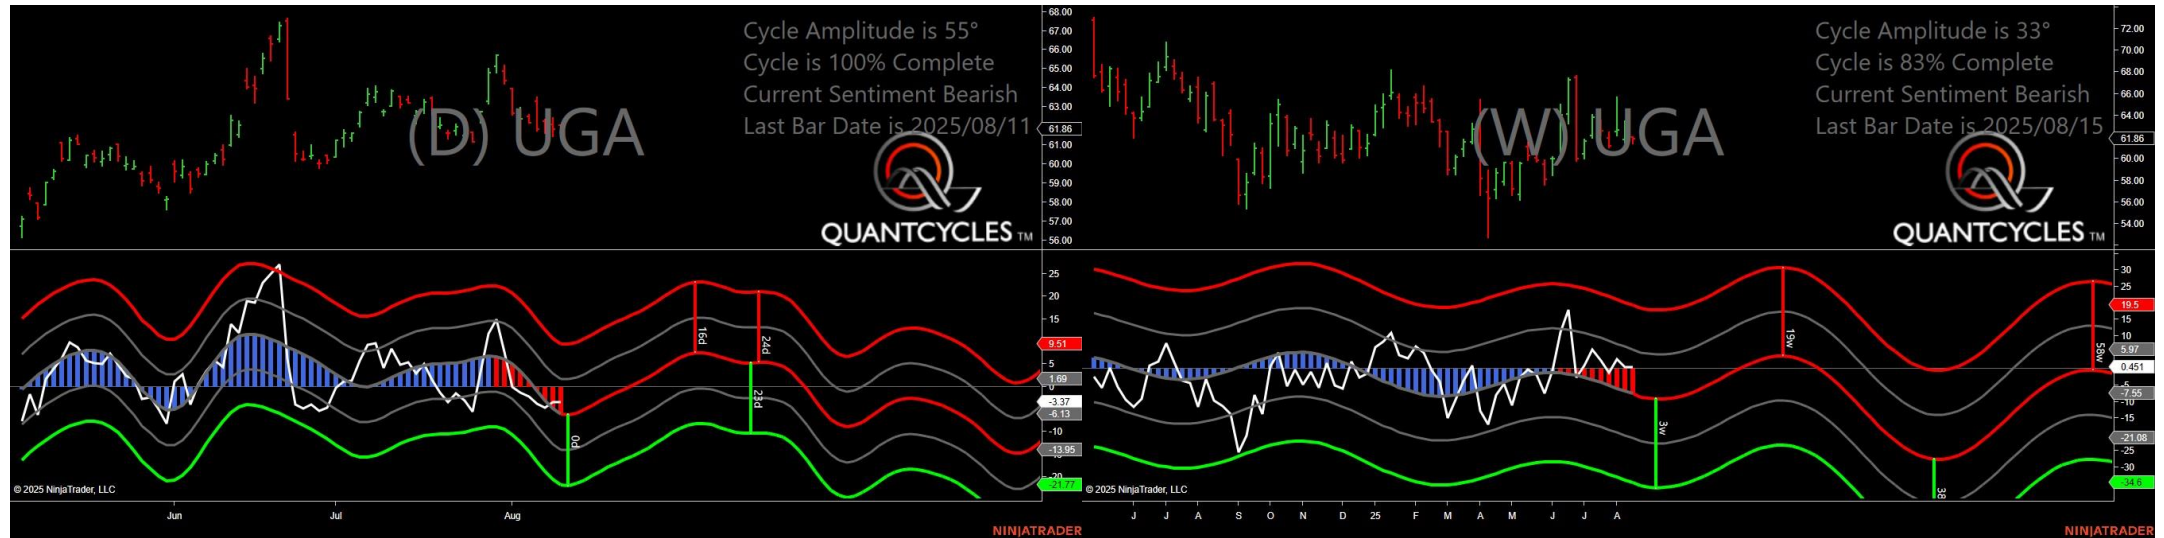 Cycle Amplitude is 55°
Cycle is 100% Complete
Current Sentiment Bearish
Last Bar Date is 2025/08/11
(D) UGA
QUANTCYCLES TM
68.00
67.00
66.00
65.00
64.00
63.00
61.86
61.00
60.00
59.00
58.00
57.00
56.00
25
20
15
9.51
5
1.69
0
-3.37
-6.13
-10
-13.95
-20
-21.77
16d
24d
23d
0d
© 2025 NinjaTrader, LLC
Jun
Jul
Aug
NINJATRADER
Cycle Amplitude is 33°
Cycle is 83% Complete
Current Sentiment Bearish
Last Bar Date is 2025/08/15
(W) UGA
QUANTCYCLES TM
72.00
70.00
68.00
66.00
64.00
61.86
60.00
58.00
56.00
54.00
30
25
19.5
15
10
5.97
0.451
-5
-7.55
-10
-15
-21.08
-25
-30
-34.6
19w
58w
3w
38
© 2025 NinjaTrader, LLC
J J A S O N D 25 F M A M J J A
NINJATRADER